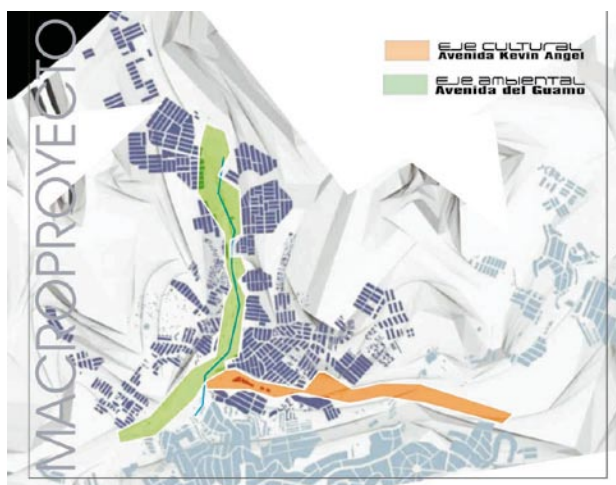 MACROPROYECTO
EJE CULTURAL
Avenida Kevin Angel
EJE AMBIENTAL
Avenida del Guamo